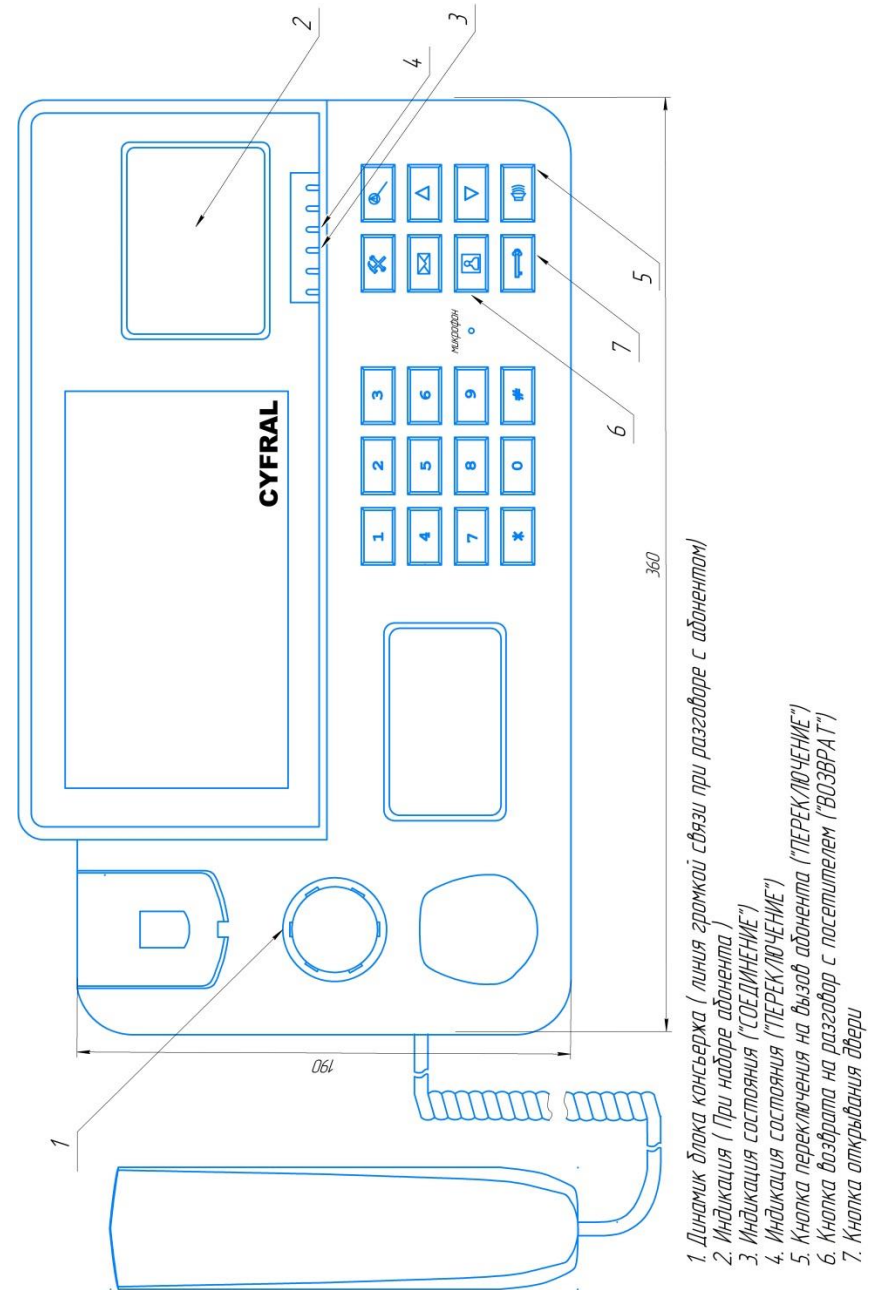 2
4
3
CYFRAL
микрофон
1 2 3
4 5 6
7 8 9
* 0 #
5
7
6
1
190
360
1. Динамик блока консьержа ( линия громкой связи при разговоре с абонентом)
2. Индикация ( При наборе абонента )
3. Индикация состояния ("СОЕДИНЕНИЕ")
4. Индикация состояния ("ПЕРЕКЛЮЧЕНИЕ")
5. Кнопка переключения на вызов абонента ("ПЕРЕКЛЮЧЕНИЕ")
6. Кнопка возврата на разговор с посетителем ("ВОЗВРАТ")
7. Кнопка открывания двери